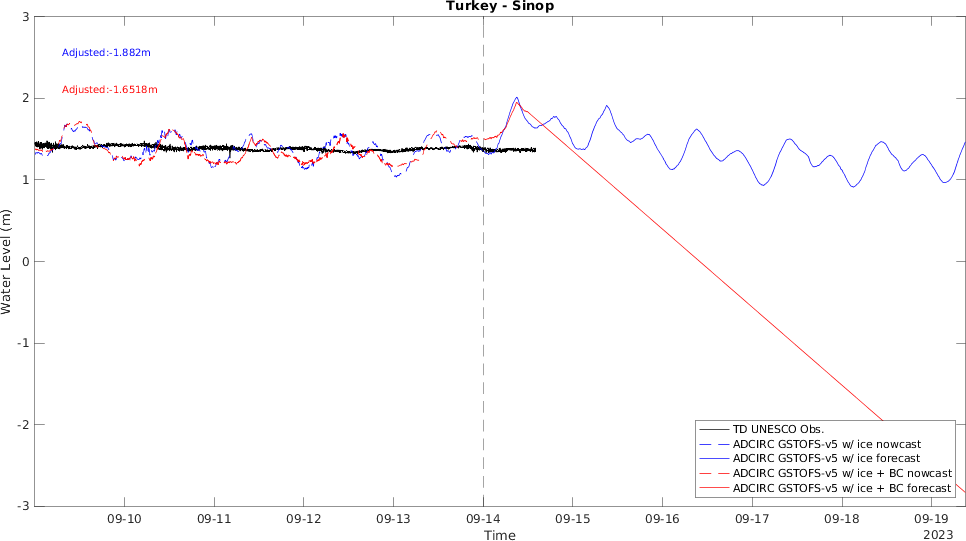 Turkey - Sinop
Adjusted:-1.882m
Adjusted:-1.6518m
3
2
1
0
-1
-2
-3
Water Level (m)
TD UNESCO Obs.
ADCIRC GSTOFS-v5 w/ ice nowcast
ADCIRC GSTOFS-v5 w/ ice forecast
ADCIRC GSTOFS-v5 w/ ice + BC nowcast
ADCIRC GSTOFS-v5 w/ ice + BC forecast
09-10 09-11 09-12 09-13 09-14 09-15 09-16 09-17 09-18 09-19
Time
2023